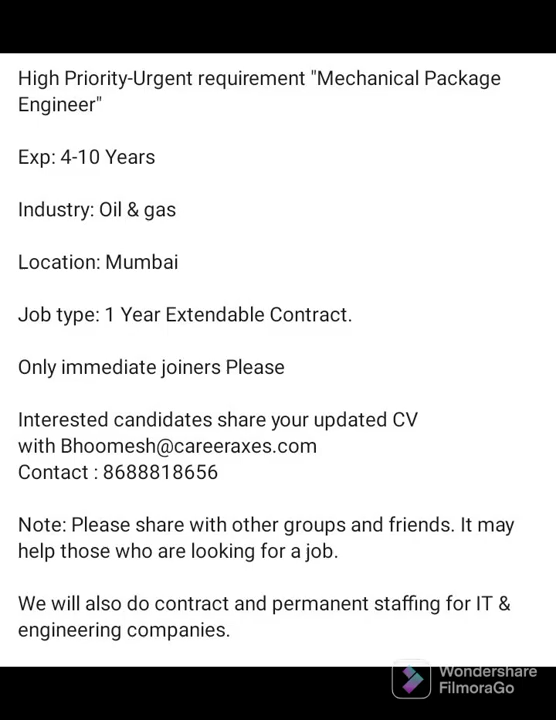 High Priority-Urgent requirement "Mechanical Package
Engineer"
Exp: 4-10 Years
Industry: Oil & gas
Location: Mumbai
Job type: 1 Year Extendable Contract.
Only immediate joiners Please
Interested candidates share your updated CV
with Bhoomesh@careeraxes.com
Contact : 8688818656
Note: Please share with other groups and friends. It may
help those who are looking for a job.
We will also do contract and permanent staffing for IT &
engineering companies.
Wondershare
FilmoraGo